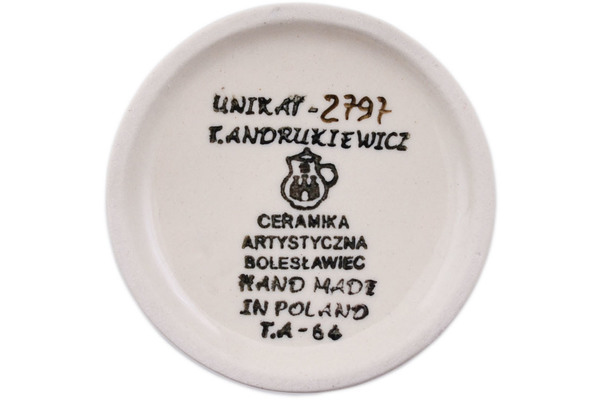 UNIKAT-2797
T.ANDRUKIEWICZ
CERAMIKA
ARTYSTYCZNA
BOLESŁAWIEC
HAND MADE
IN POLAND
T.A-64